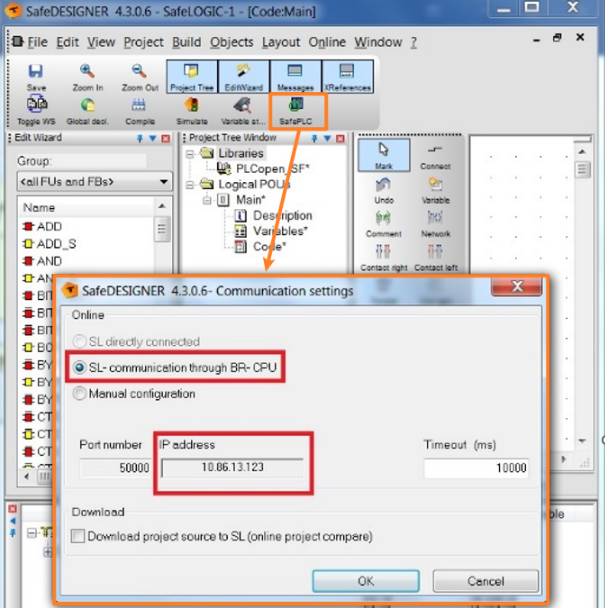 SafeDESIGNER 4.3.0.6 - SafeLOGIC-1 - [Code:Main]
File Edit View Project Build Objects Layout Online Window ?
Save Zoom In Zoom Out Project Tree EditWizard Messages XReferences
Toggle WS Global decl. Compile Simulate Variable st... SafePLC
Edit Wizard
Group:
<all FUs and FBs>
Name
ADD
ADD_S
AND
AN
BIT
BIT
BIT
BO
BY
BY
CT
CT
CT
Project Tree Window
Libraries
PLCopen_SF*
Logical POUs
Main*
Description
Variables*
Code*
Mark Connect
Undo Variable
Comment Network
Contact right Contact left
SafeDESIGNER 4.3.0.6- Communication settings
Online
SL directly connected
SL- communication through BR- CPU
Manual configuration
Port number IP address Timeout (ms)
50000 10.86.13.123 10000
Download
Download project source to SL (online project compare)
OK Cancel
ble